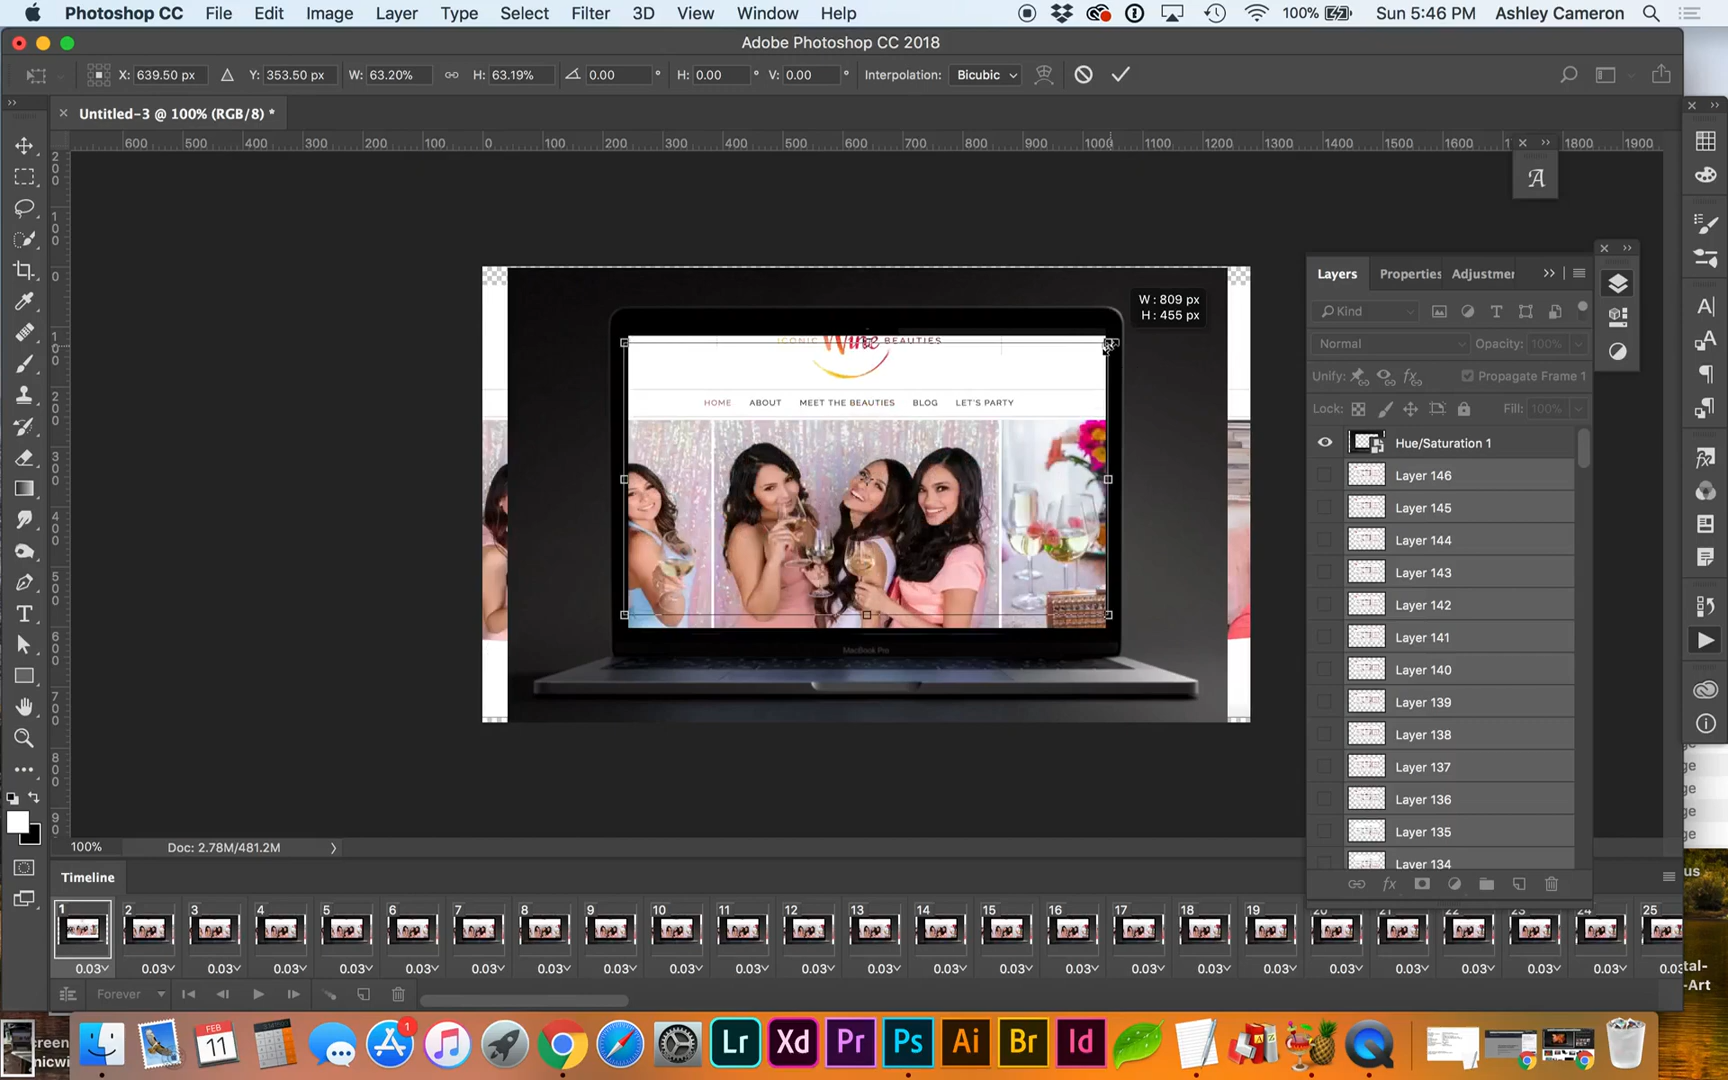 Photoshop CC File Edit Image Layer Type Select Filter 3D View Window Help 100% Sun 5:46 PM Ashley Cameron
Adobe Photoshop CC 2018
X: 639.50 px Y: 353.50 px W: 63.20% H: 63.19% 0.00 ° H: 0.00 ° V: 0.00 ° Interpolation: Bicubic
Untitled-3 @ 100% (RGB/8) *
600 500 400 300 200 100 0 100 200 300 400 500 600 700 800 900 1000 1100 1200 1300 1400 1500 1600 1800 1900
A
Layers Properties Adjustmer
Kind
Normal Opacity: 100%
Unify: Propagate Frame 1
Lock: Fill: 100%
Hue/Saturation 1
Layer 146
Layer 145
Layer 144
Layer 143
Layer 142
Layer 141
Layer 140
Layer 139
Layer 138
Layer 137
Layer 136
Layer 135
Layer 134
W : 809 px
H : 455 px
ICONIC Wine BEAUTIES
HOME ABOUT MEET THE BEAUTIES BLOG LET'S PARTY
MacBook Pro
100% Doc: 2.78M/481.2M
Timeline
1 2 3 4 5 6 7 8 9 10 11 12 13 14 15 16 17 18 19 20 21 22 23 24 25
0.03 0.03 0.03 0.03 0.03 0.03 0.03 0.03 0.03 0.03 0.03 0.03 0.03 0.03 0.03 0.03 0.03 0.03 0.03 0.03 0.03 0.03 0.03 0.03 0.03
Forever
ge
ge
ge
ge
us
tal-
-Art
creen
nicwi
FEB
11
1
Lr Xd Pr Ps Ai Br Id